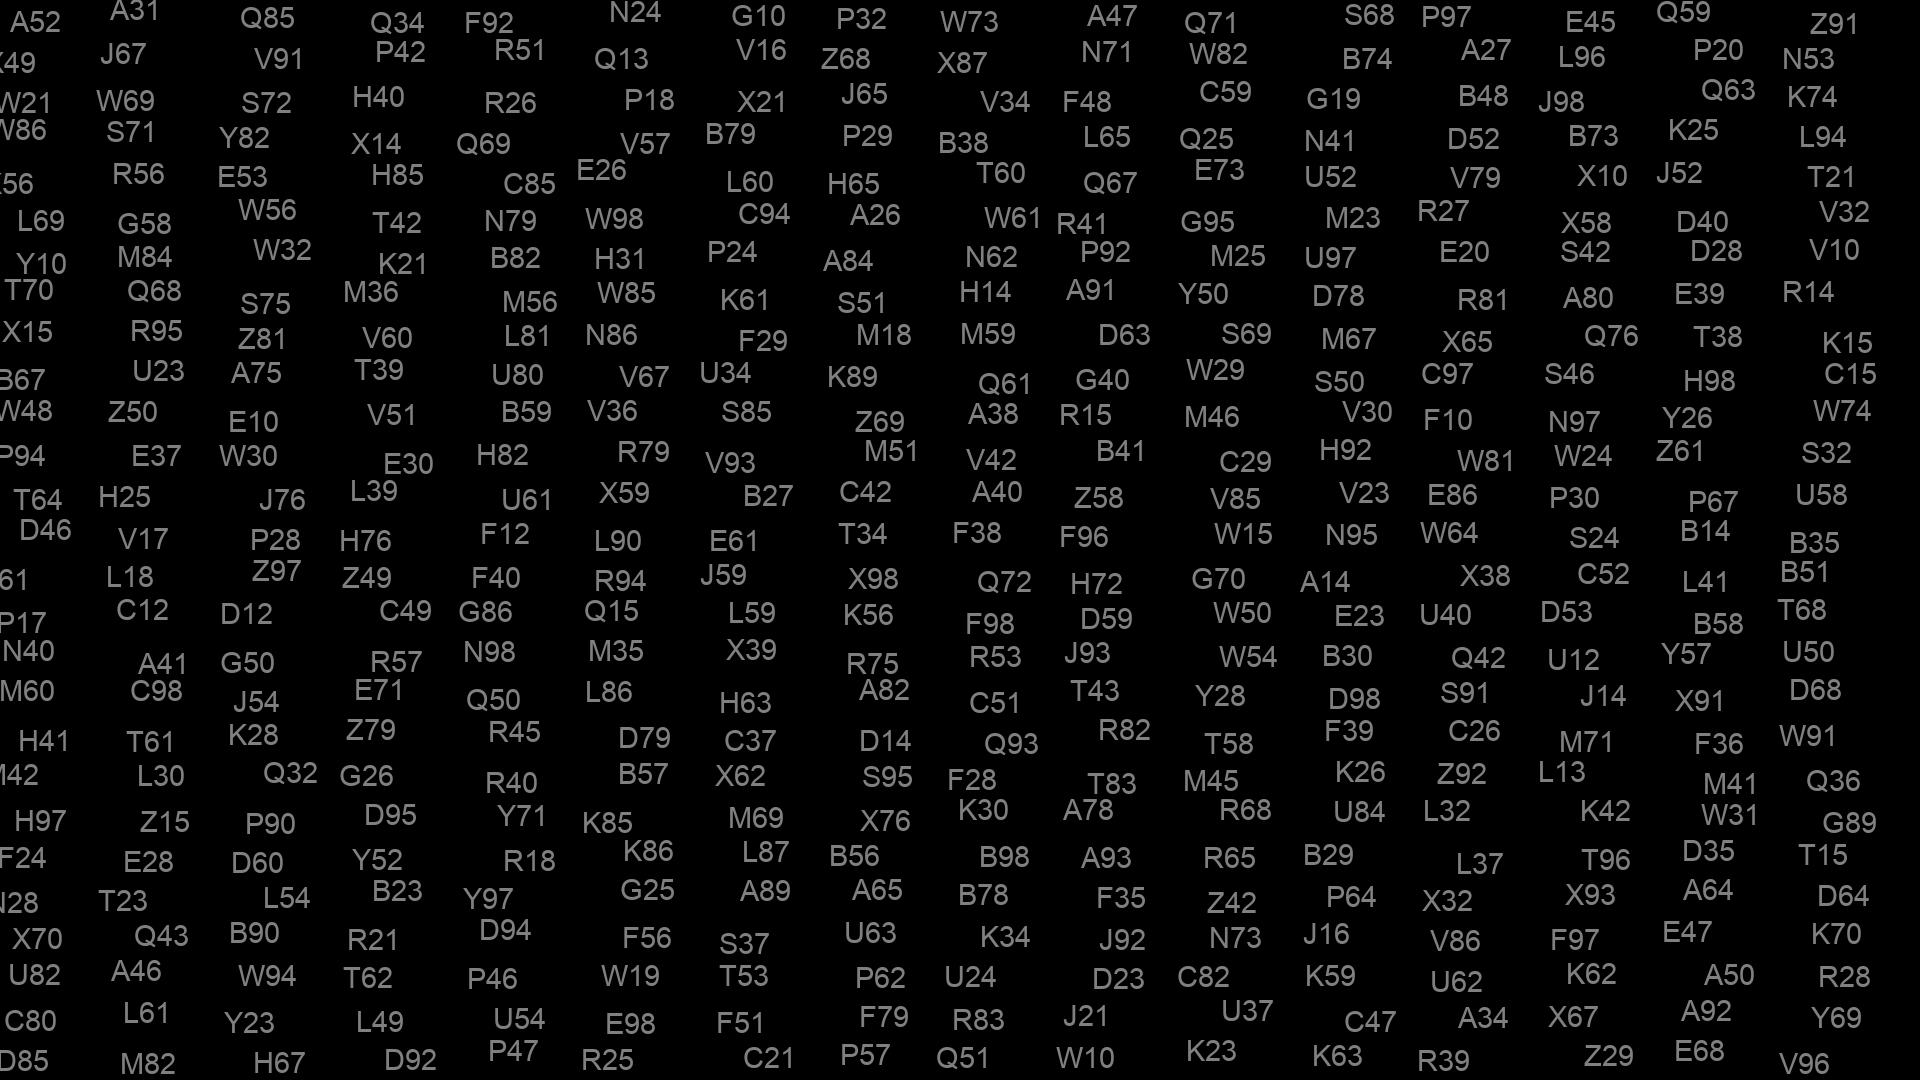 A52 A31 Q85 Q34 F92 N24 G10 P32 W73 A47 Q71 S68 P97 E45 Q59 Z91
J67 V91 P42 R51 Q13 V16 Z68 X87 N71 W82 B74 A27 L96 P20 N53
W21 W69 S72 H40 R26 P18 X21 J65 V34 F48 C59 G19 B48 J98 Q63 K74
W86 S71 Y82 X14 Q69 V57 B79 P29 B38 L65 Q25 N41 D52 B73 K25 L94
R56 E53 H85 C85 E26 L60 H65 T60 Q67 E73 U52 V79 X10 J52 T21
L69 G58 W56 T42 N79 W98 C94 A26 W61 R41 G95 M23 R27 X58 D40 V32
Y10 M84 W32 K21 B82 H31 P24 A84 N62 P92 M25 U97 E20 S42 D28 V10
T70 Q68 S75 M36 M56 W85 K61 S51 H14 A91 Y50 D78 R81 A80 E39 R14
X15 R95 Z81 V60 L81 N86 F29 M18 M59 D63 S69 M67 X65 Q76 T38 K15
B67 U23 A75 T39 U80 V67 U34 K89 Q61 G40 W29 S50 C97 S46 H98 C15
W48 Z50 E10 V51 B59 V36 S85 Z69 A38 R15 M46 V30 F10 N97 Y26 W74
P94 E37 W30 E30 H82 R79 V93 M51 V42 B41 C29 H92 W81 W24 Z61 S32
T64 H25 J76 L39 U61 X59 B27 C42 A40 Z58 V85 V23 E86 P30 P67 U58
D46 V17 P28 H76 F12 L90 E61 T34 F38 F96 W15 N95 W64 S24 B14 B35
L18 Z97 Z49 F40 R94 J59 X98 Q72 H72 G70 A14 X38 C52 L41 B51
P17 C12 D12 C49 G86 Q15 L59 K56 F98 D59 W50 E23 U40 D53 B58 T68
N40 A41 G50 R57 N98 M35 X39 R75 R53 J93 W54 B30 Q42 U12 Y57 U50
M60 C98 J54 E71 Q50 L86 H63 A82 C51 T43 Y28 D98 S91 J14 X91 D68
H41 T61 K28 Z79 R45 D79 C37 D14 Q93 R82 T58 F39 C26 M71 F36 W91
M42 L30 Q32 G26 R40 B57 X62 S95 F28 T83 M45 K26 Z92 L13 M41 Q36
H97 Z15 P90 D95 Y71 K85 M69 X76 K30 A78 R68 U84 L32 K42 W31 G89
F24 E28 D60 Y52 R18 K86 L87 B56 B98 A93 R65 B29 L37 T96 D35 T15
N28 T23 L54 B23 Y97 G25 A89 A65 B78 F35 Z42 P64 X32 X93 A64 D64
X70 Q43 B90 R21 D94 F56 S37 U63 K34 J92 N73 J16 V86 F97 E47 K70
U82 A46 W94 T62 P46 W19 T53 P62 U24 D23 C82 K59 U62 K62 A50 R28
C80 L61 Y23 L49 U54 E98 F51 F79 R83 J21 U37 C47 A34 X67 A92 Y69
D85 M82 H67 D92 P47 R25 C21 P57 Q51 W10 K23 K63 R39 Z29 E68 V96